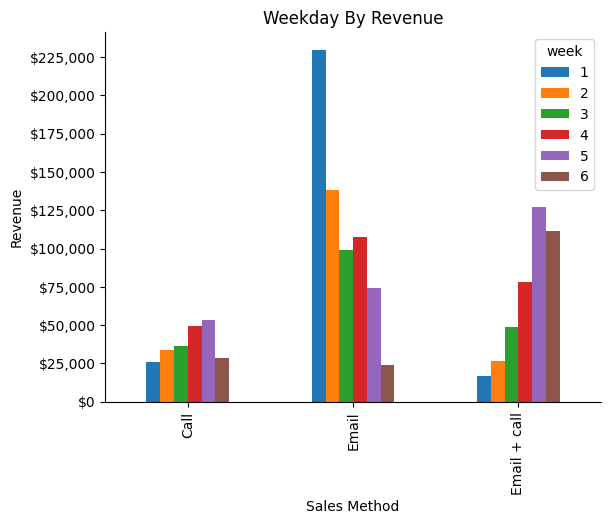 Weekday By Revenue
week
1
2
3
4
5
6
Revenue
$225,000
$200,000
$175,000
$150,000
$125,000
$100,000
$75,000
$50,000
$25,000
$0
Call
Email
Email + call
Sales Method